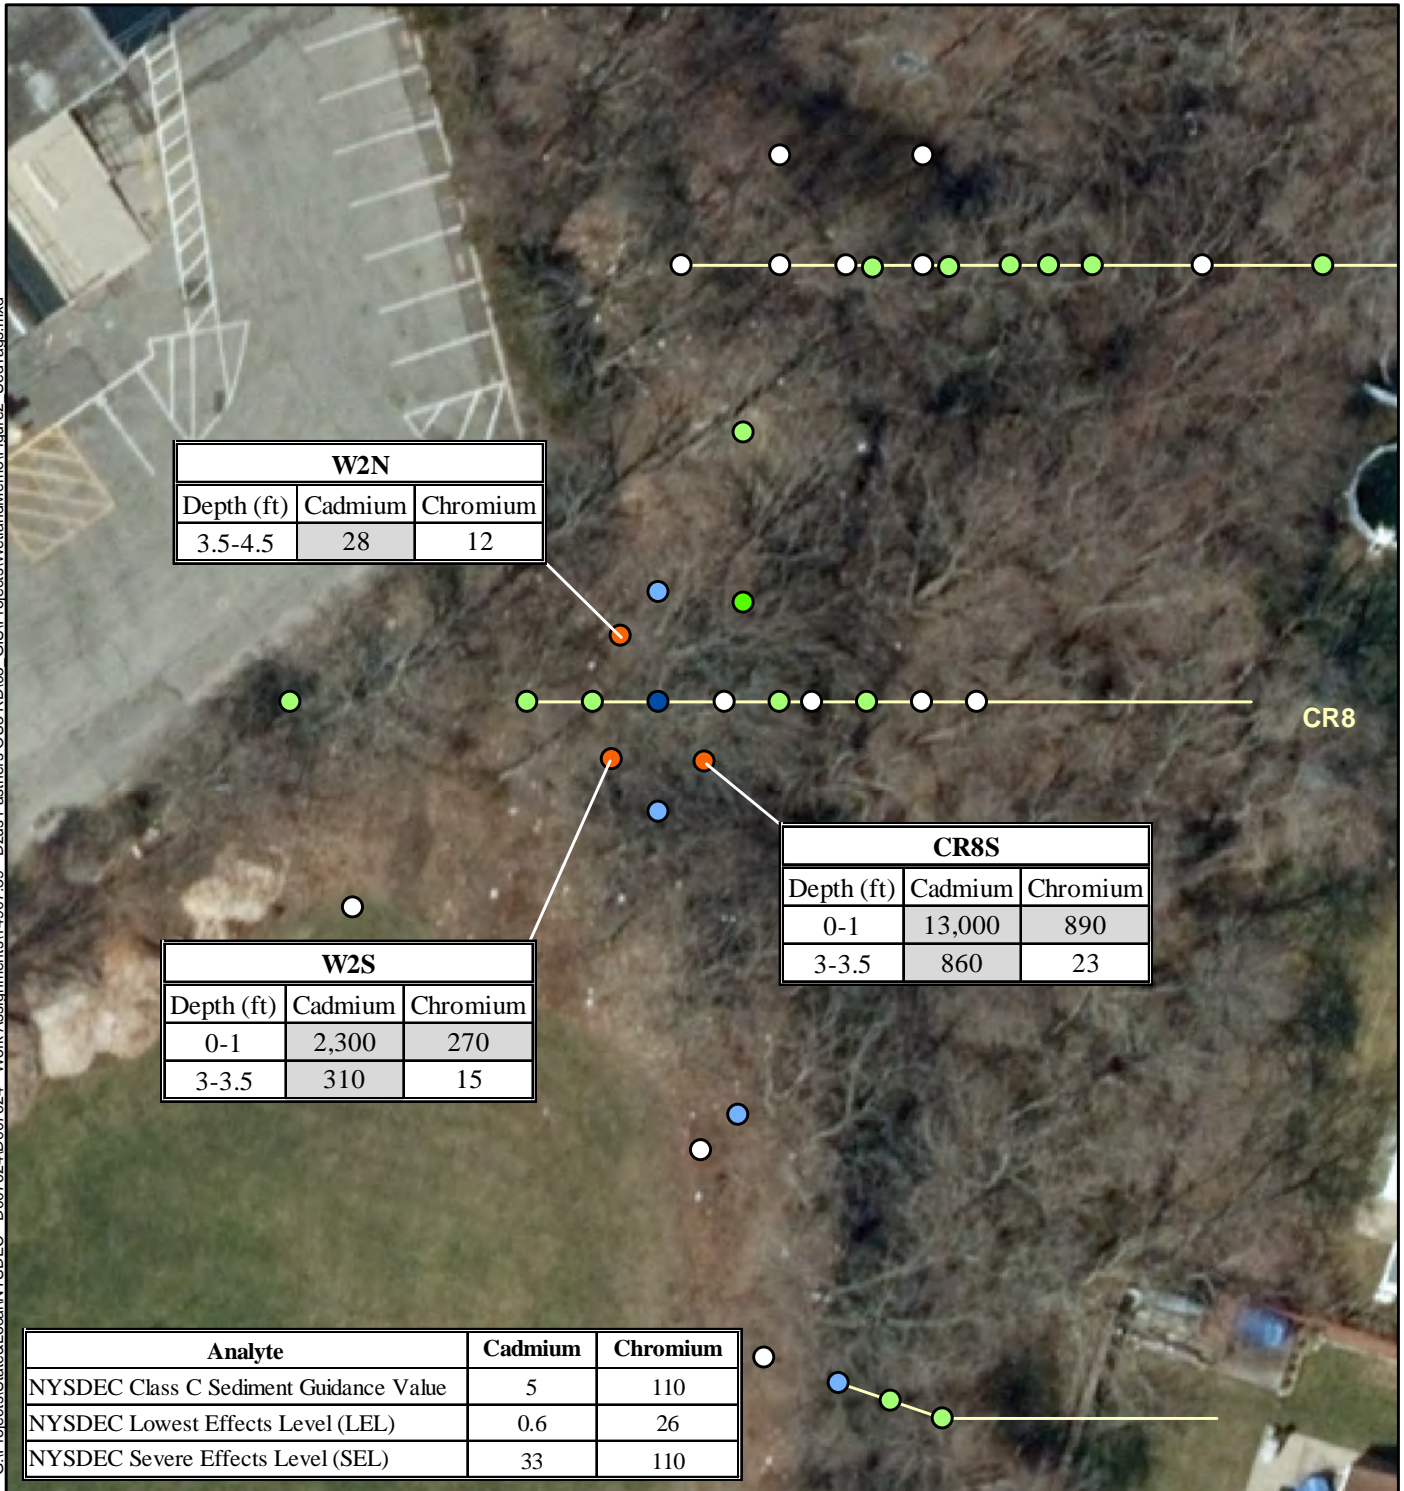 W2N
Depth (ft) Cadmium Chromium
3.5-4.5 28 12
CR8
CR8S
Depth (ft) Cadmium Chromium
0-1 13,000 890
3-3.5 860 23
W2S
Depth (ft) Cadmium Chromium
0-1 2,300 270
3-3.5 310 15
Analyte Cadmium Chromium
NYSDEC Class C Sediment Guidance Value 5 110
NYSDEC Lowest Effects Level (LEL) 0.6 26
NYSDEC Severe Effects Level (SEL) 33 110